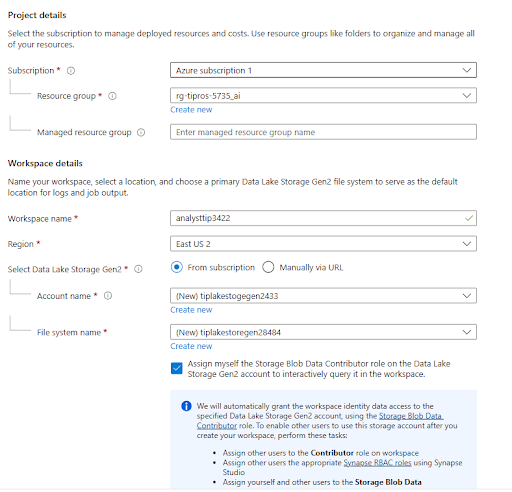 Project details
Select the subscription to manage deployed resources and costs. Use resource groups like folders to organize and manage all
of your resources.
Subscription *
Azure subscription 1
Resource group *
rg-tipros-5735_ai
Create new
Managed resource group
Enter managed resource group name
Workspace details
Name your workspace, select a location, and choose a primary Data Lake Storage Gen2 file system to serve as the default
location for logs and job output.
Workspace name *
analysttip3422
Region *
East US 2
Select Data Lake Storage Gen2 *
From subscription
Manually via URL
Account name *
(New) tiplakestogegen2433
Create new
File system name *
(New) tiplakestoregen28484
Create new
Assign myself the Storage Blob Data Contributor role on the Data Lake
Storage Gen2 account to interactively query it in the workspace.
We will automatically grant the workspace identity data access to the
specified Data Lake Storage Gen2 account, using the Storage Blob Data
Contributor role. To enable other users to use this storage account after you
create your workspace, perform these tasks:
• Assign other users to the Contributor role on workspace
• Assign other users the appropriate Synapse RBAC roles using Synapse
Studio
• Assign yourself and other users to the Storage Blob Data